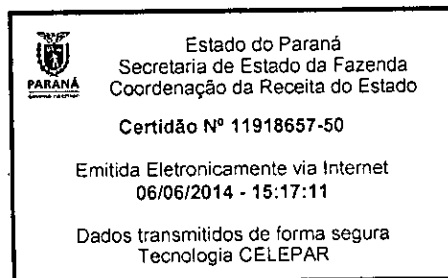 Estado do Paraná
Secretaria de Estado da Fazenda
Coordenação da Receita do Estado
PARANÁ
Certidão Nº 11918657-50
Emitida Eletronicamente via Internet
06/06/2014 - 15:17:11
Dados transmitidos de forma segura
Tecnologia CELEPAR